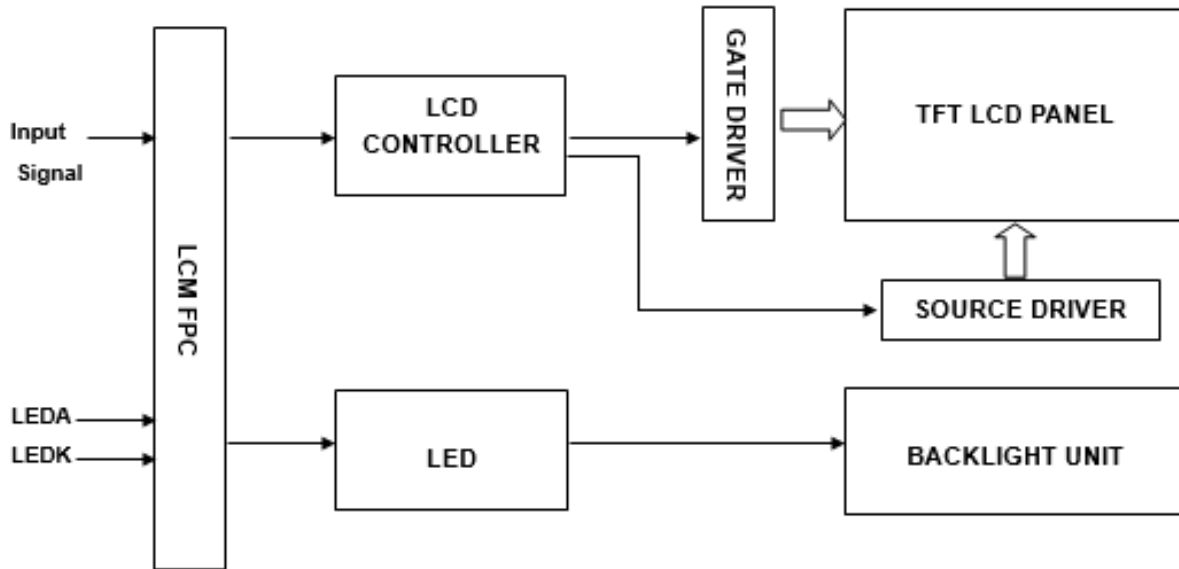 Input
Signal
LEDA
LEDK
LCM FPC
LCD
CONTROLLER
LED
GATE DRIVER
TFT LCD PANEL
SOURCE DRIVER
BACKLIGHT UNIT